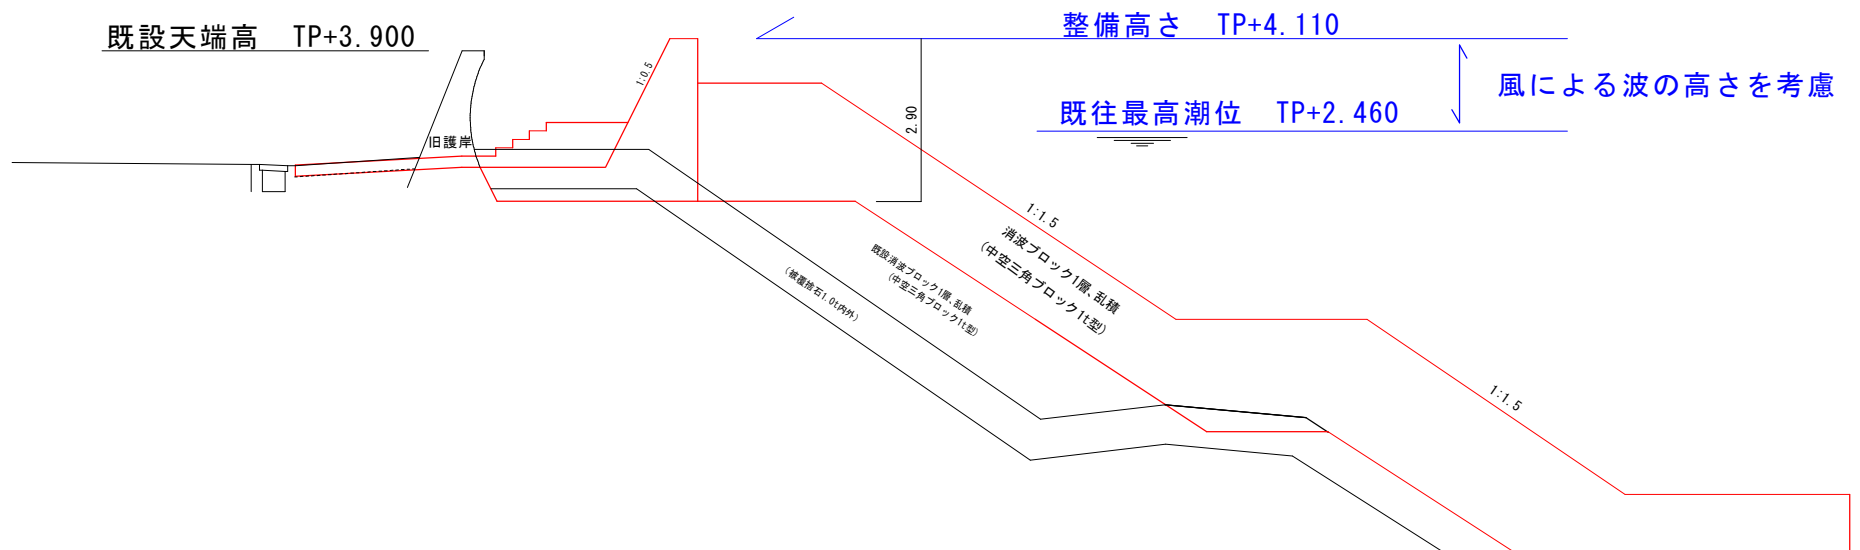 既設天端高　TP+3.900
整備高さ　TP+4.110
風による波の高さを考慮
既往最高潮位　TP+2.460
1:0.5
2.90
旧護岸
1:1.5
消波ブロック1層、乱積
(中空三角ブロック1t型)
既設消波ブロック1層、乱積
(中空三角ブロック1t型)
(被覆捨石1.0t内外)
1:1.5